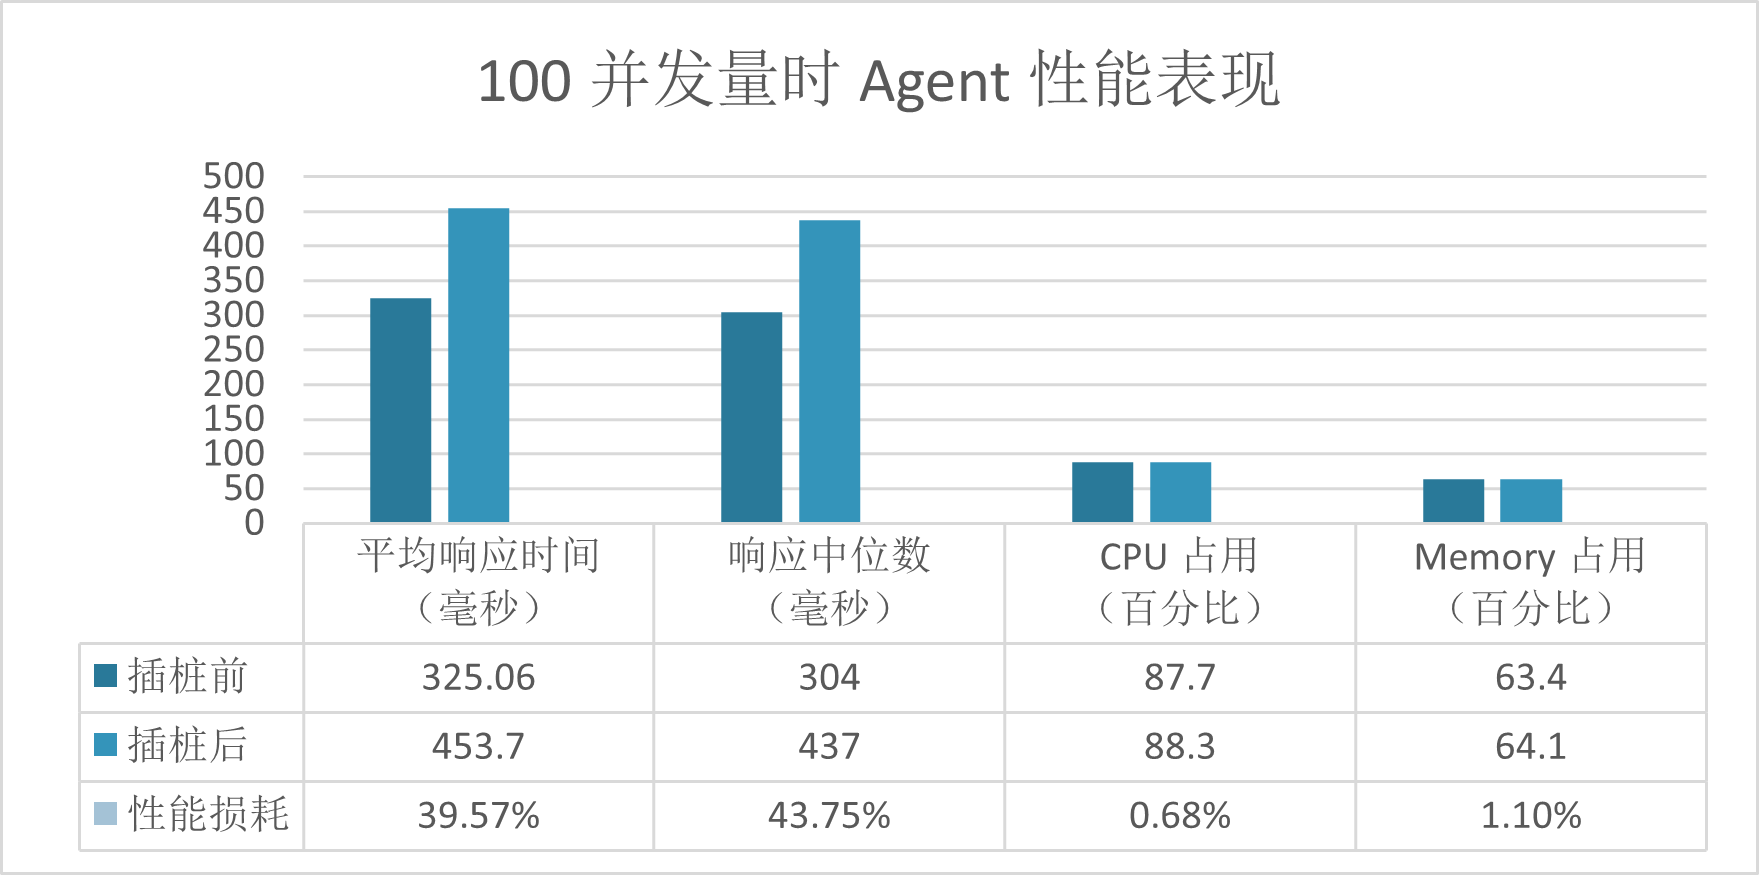 100 并发量时 Agent 性能表现
500
450
400
350
300
250
200
150
100
50
0
平均响应时间
（毫秒）
响应中位数
（毫秒）
CPU 占用
（百分比）
Memory 占用
（百分比）
插桩前 325.06 304 87.7 63.4
插桩后 453.7 437 88.3 64.1
性能损耗 39.57% 43.75% 0.68% 1.10%